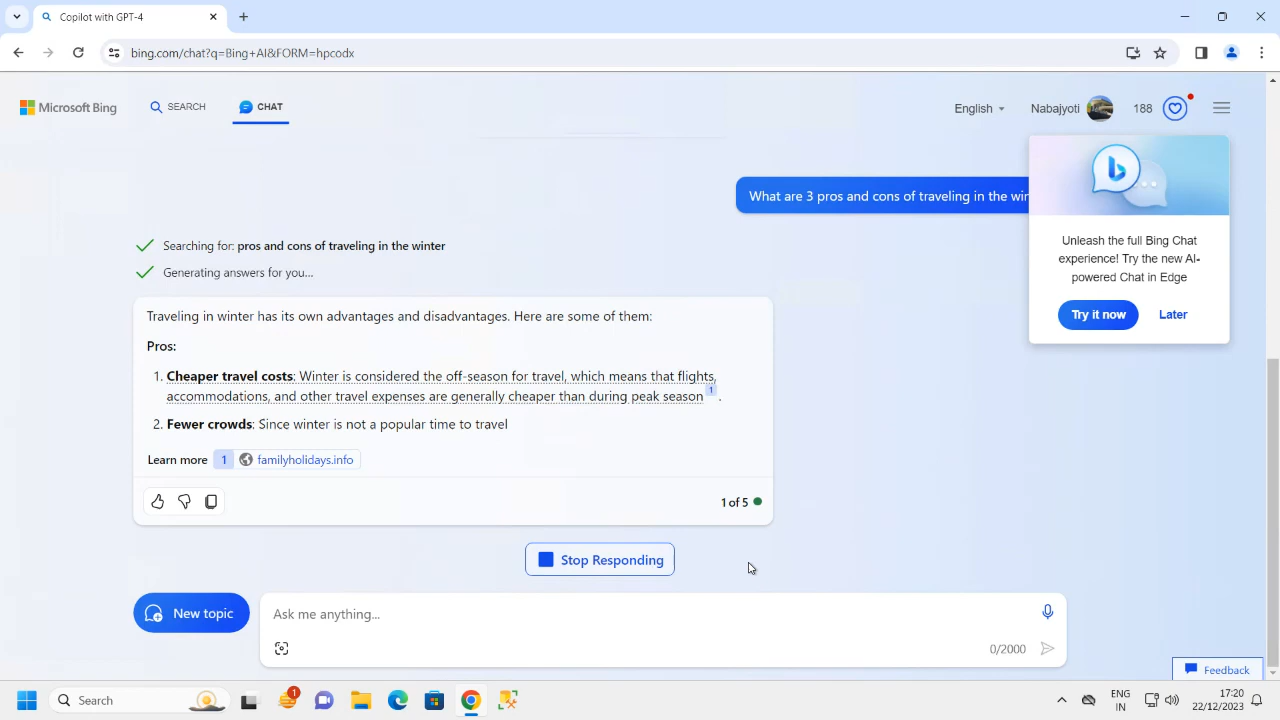 Copilot with GPT-4
bing.com/chat?q=Bing+AI&FORM=hpcodx
Microsoft Bing
SEARCH
CHAT
English
Nabajyoti
188
What are 3 pros and cons of traveling in the win
Unleash the full Bing Chat
experience! Try the new AI-
powered Chat in Edge
Try it now
Later
Searching for: pros and cons of traveling in the winter
Generating answers for you...
Traveling in winter has its own advantages and disadvantages. Here are some of them:
Pros:
1. Cheaper travel costs: Winter is considered the off-season for travel, which means that flights,
accommodations, and other travel expenses are generally cheaper than during peak season 1 .
2. Fewer crowds: Since winter is not a popular time to travel
Learn more 1 familyholidays.info
1 of 5
Stop Responding
New topic
Ask me anything...
0/2000
Feedback
Search
1
ENG
IN
17:20
22/12/2023